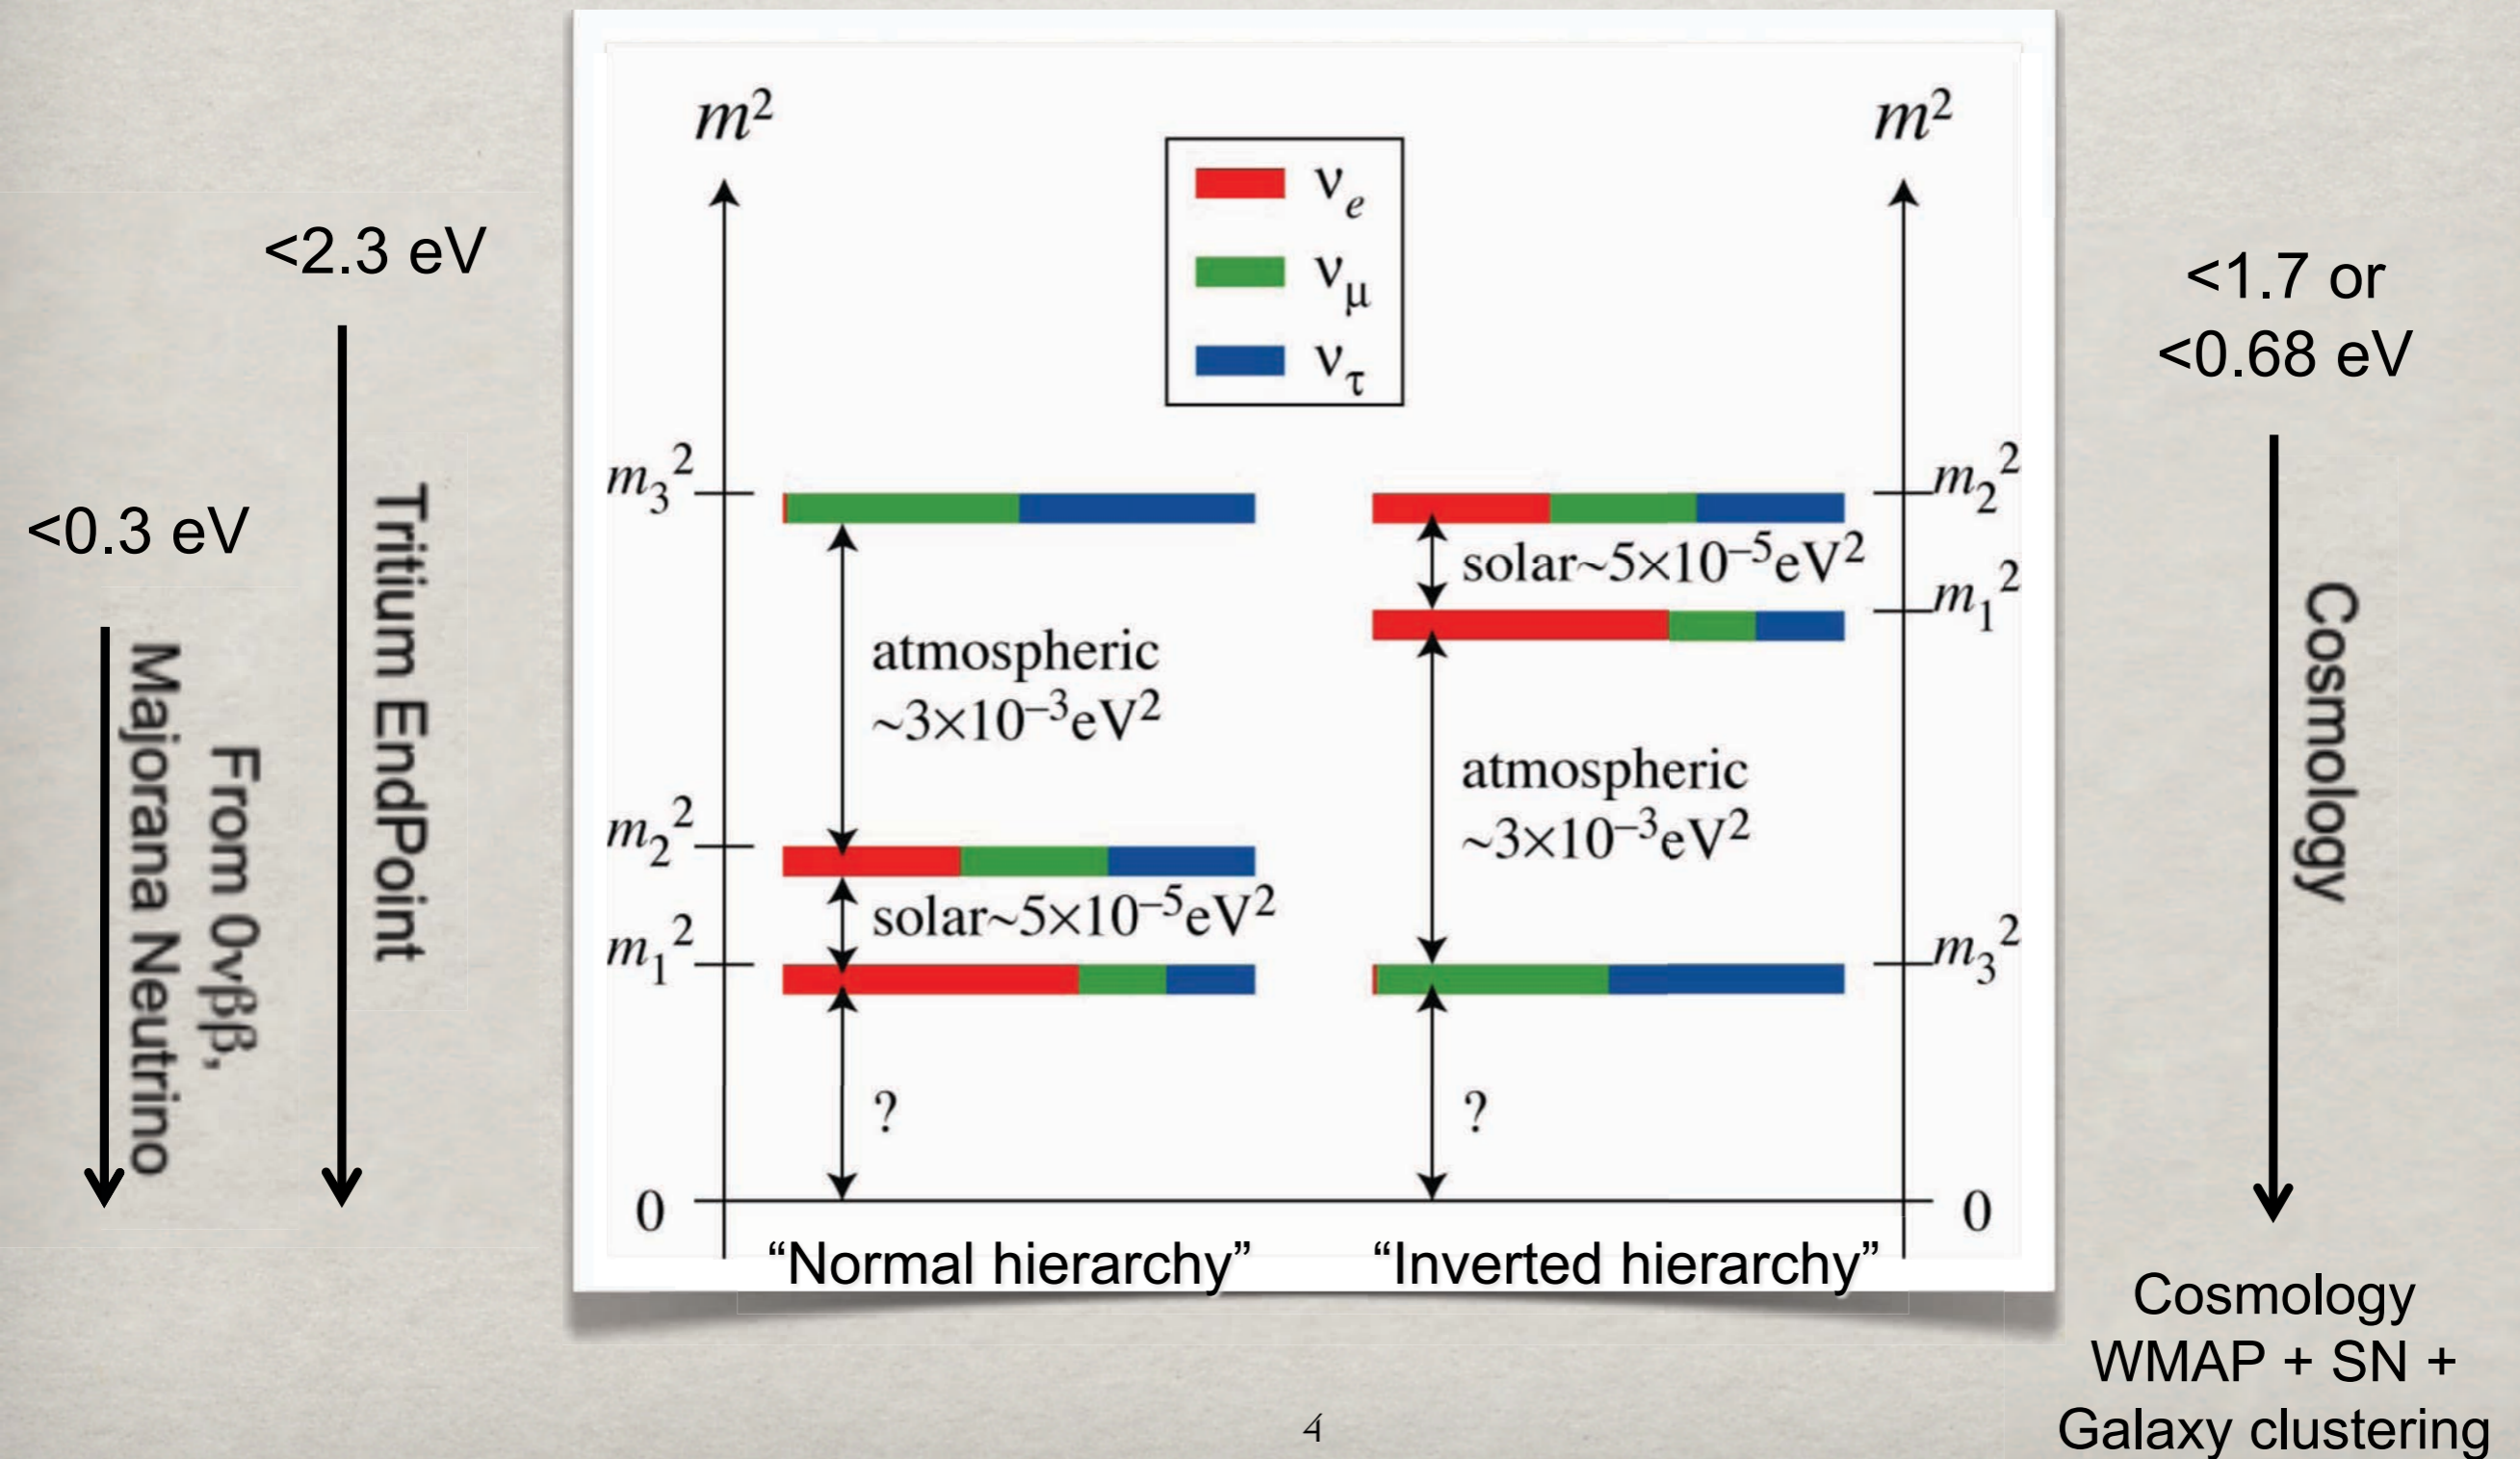 <2.3 eV
<0.3 eV
Tritium EndPoint
From 0νββ,
Majorana Neutrino
m²
m²
νe
νμ
ντ
m₃²
m₂²
m₁²
0
atmospheric
~3×10⁻³eV²
solar~5×10⁻⁵eV²
?
“Normal hierarchy”
solar~5×10⁻⁵eV²
atmospheric
~3×10⁻³eV²
?
“Inverted hierarchy”
m₂²
m₁²
m₃²
0
<1.7 or
<0.68 eV
Cosmology
Cosmology
WMAP + SN +
Galaxy clustering
4